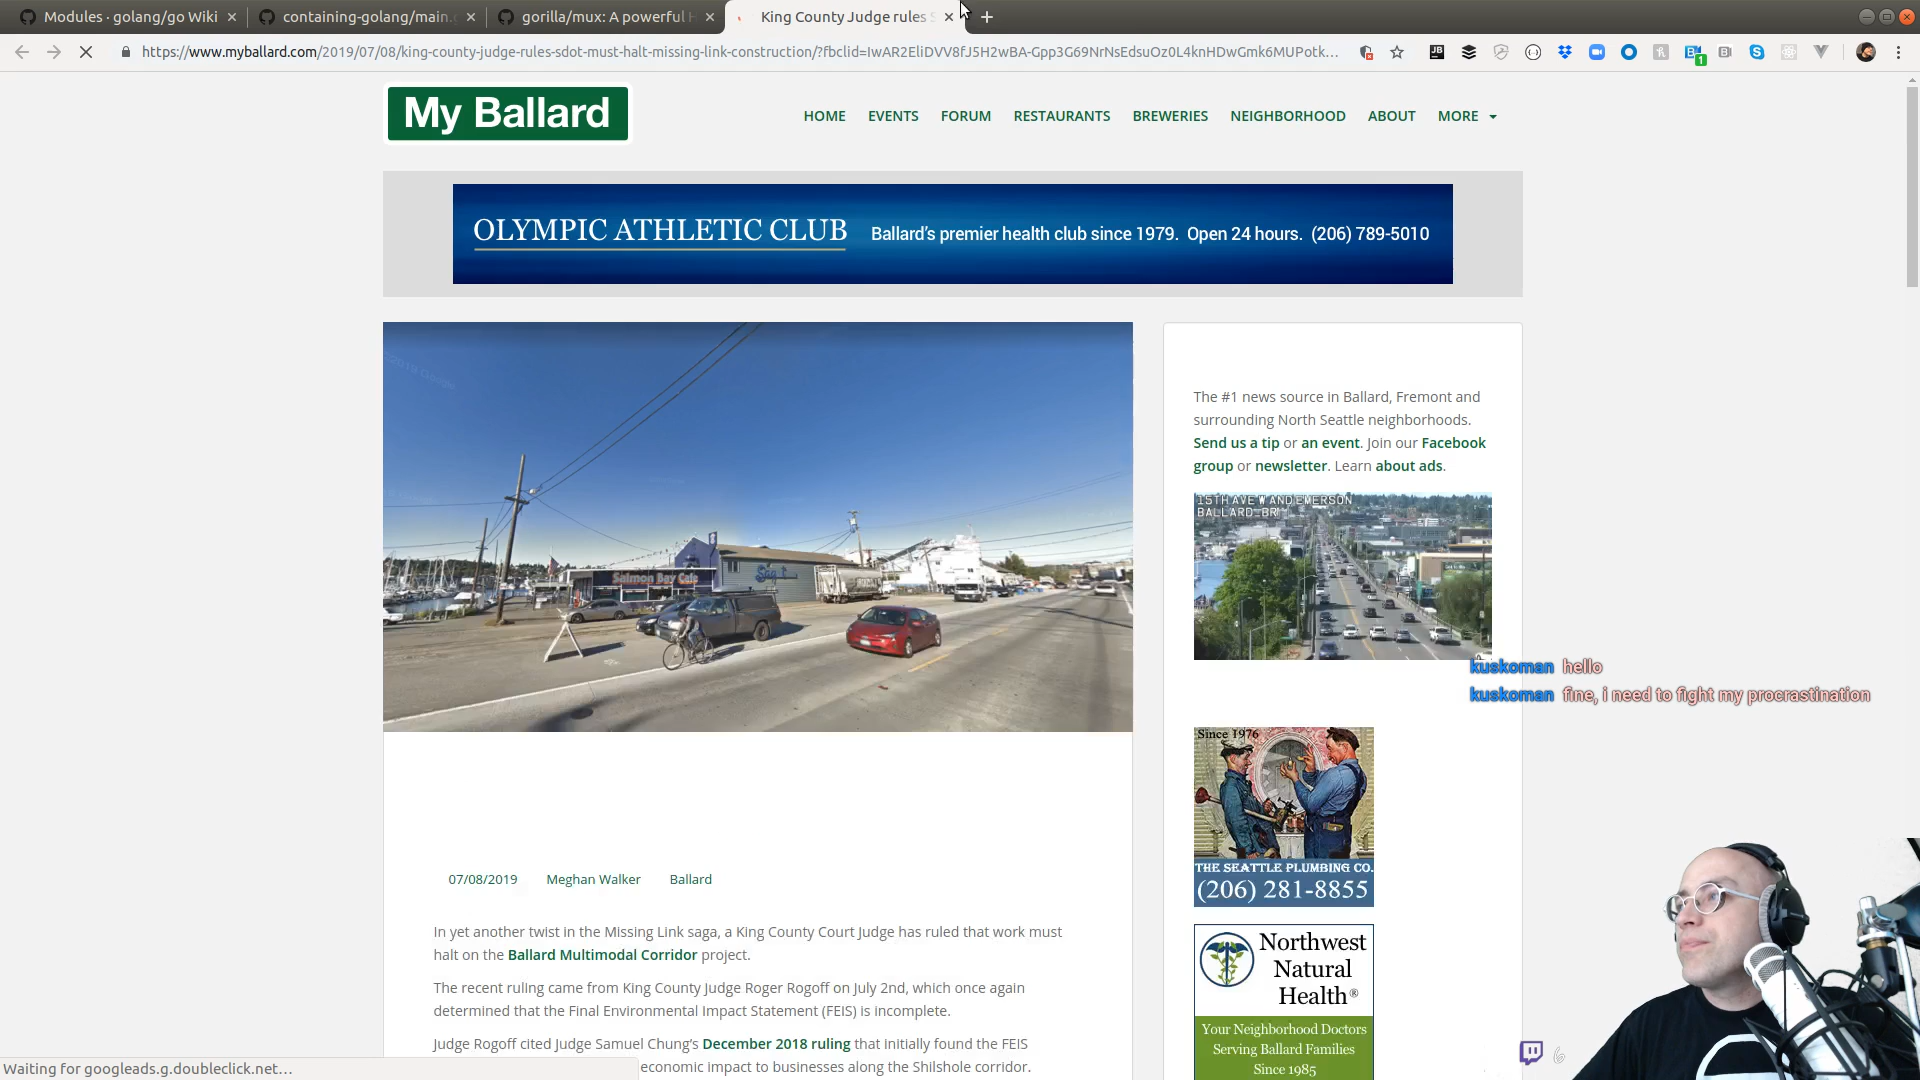 Modules · golang/go Wiki
containing-golang/main.
gorilla/mux: A powerful H
King County Judge rules S
https://www.myballard.com/2019/07/08/king-county-judge-rules-sdot-must-halt-missing-link-construction/?fbclid=IwAR2EliDVV8fJ5H2wBA-Gpp3G69NrNsEdsuOz0L4knHDwGmk6MUPotk...
My Ballard
HOME EVENTS FORUM RESTAURANTS BREWERIES NEIGHBORHOOD ABOUT MORE
OLYMPIC ATHLETIC CLUB Ballard's premier health club since 1979. Open 24 hours. (206) 789-5010
Salmon Bay Cafe
The #1 news source in Ballard, Fremont and
surrounding North Seattle neighborhoods.
Send us a tip or an event. Join our Facebook
group or newsletter. Learn about ads.
15TH AVE W AND EMERSON
BALLARD BR
kuskoman hello
kuskoman fine, i need to fight my procrastination
Since 1976
THE SEATTLE PLUMBING CO.
(206) 281-8855
07/08/2019 Meghan Walker Ballard
In yet another twist in the Missing Link saga, a King County Court Judge has ruled that work must
halt on the Ballard Multimodal Corridor project.
The recent ruling came from King County Judge Roger Rogoff on July 2nd, which once again
determined that the Final Environmental Impact Statement (FEIS) is incomplete.
Judge Rogoff cited Judge Samuel Chung's December 2018 ruling that initially found the FEIS
economic impact to businesses along the Shilshole corridor.
Northwest
Natural
Health®
Your Neighborhood Doctors
Serving Ballard Families
Since 1985
Waiting for googleads.g.doubleclick.net...